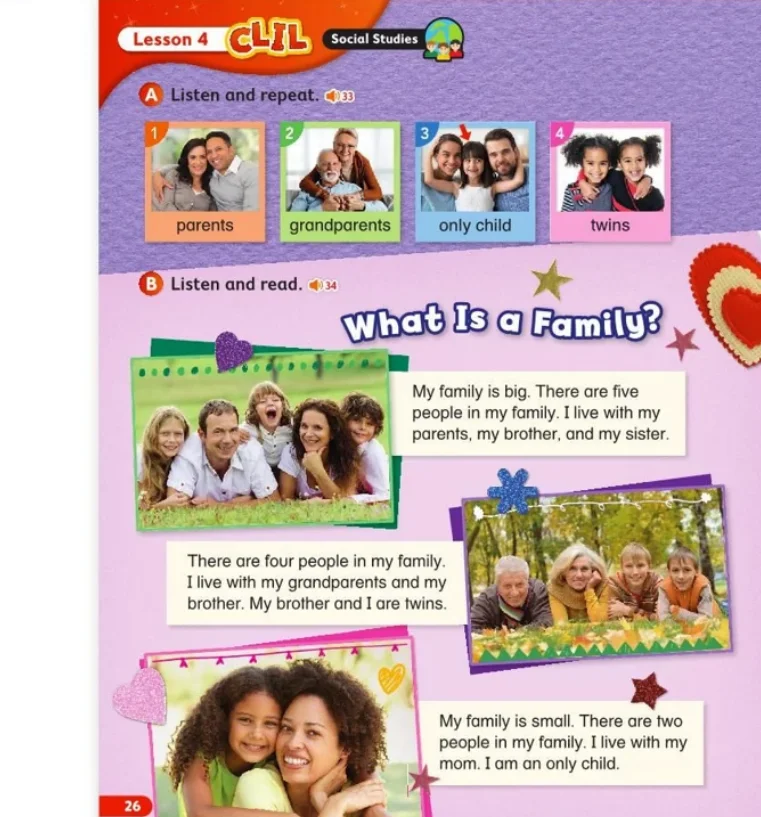 Lesson 4 CLIL Social Studies
A Listen and repeat. 33
1
2
3
4
parents
grandparents
only child
twins
B Listen and read. 34
What Is a Family?
My family is big. There are five
people in my family. I live with my
parents, my brother, and my sister.
There are four people in my family.
I live with my grandparents and my
brother. My brother and I are twins.
My family is small. There are two
people in my family. I live with my
mom. I am an only child.
26